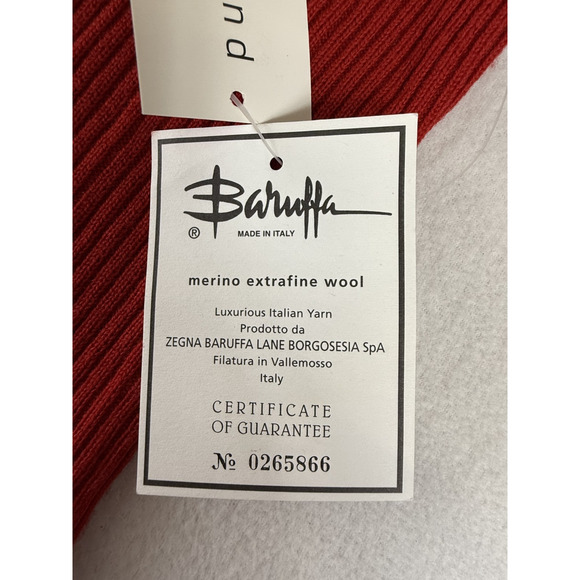 nd
Baruffa
® MADE IN ITALY
merino extrafine wool
Luxurious Italian Yarn
Prodotto da
ZEGNA BARUFFA LANE BORGOSESIA SpA
Filatura in Vallemosso
Italy
CERTIFICATE
OF GUARANTEE
№ 0265866